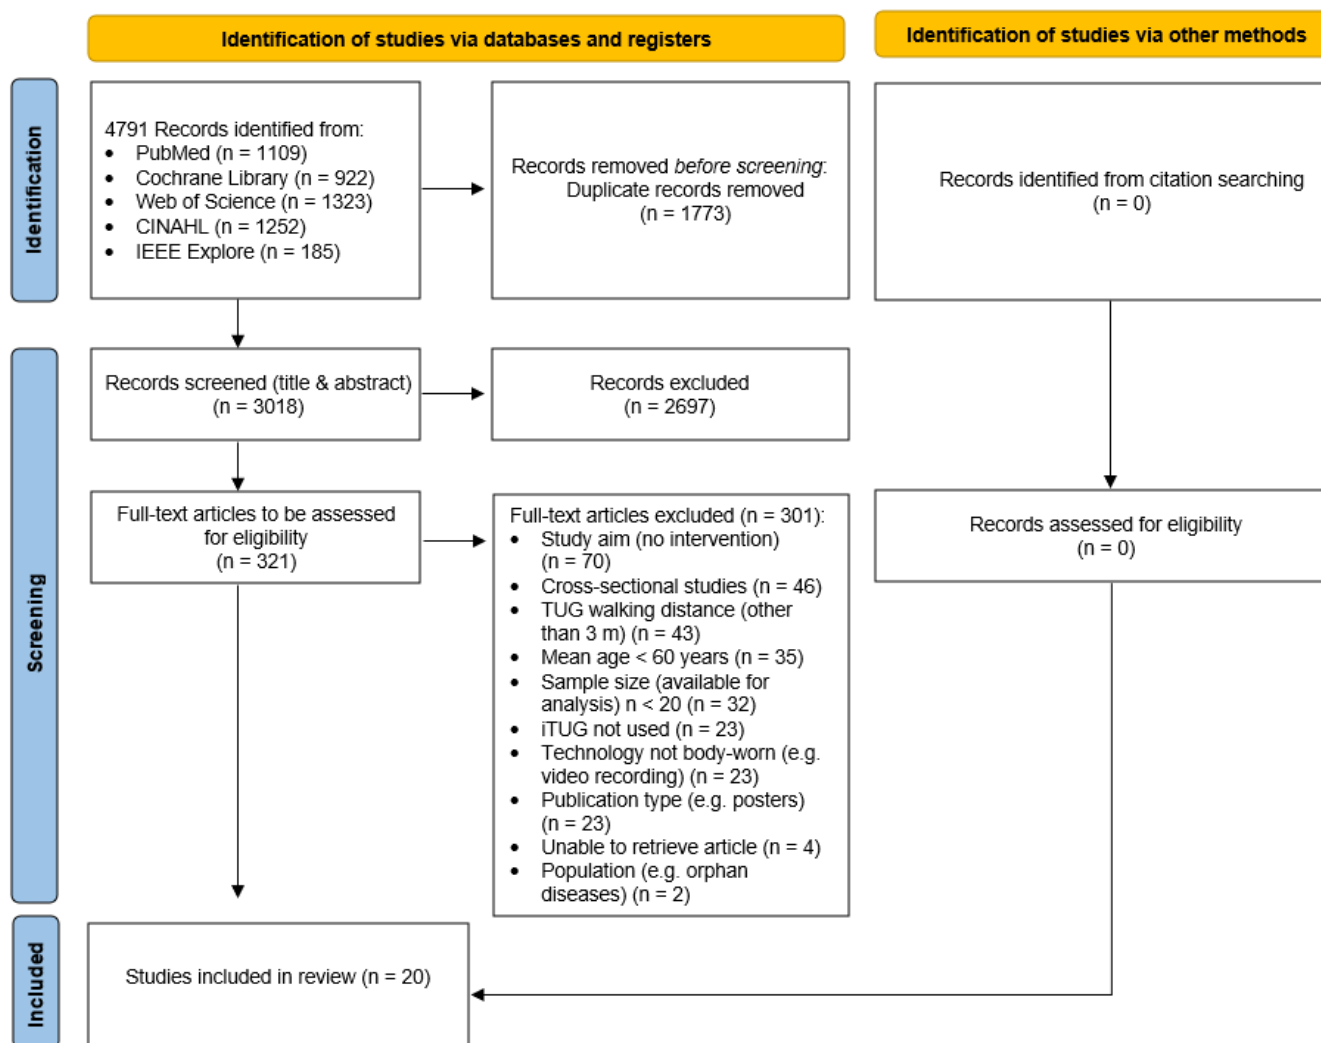 Identification of studies via databases and registers
Identification of studies via other methods
Identification
4791 Records identified from:
• PubMed (n = 1109)
• Cochrane Library (n = 922)
• Web of Science (n = 1323)
• CINAHL (n = 1252)
• IEEE Explore (n = 185)
Records removed before screening:
Duplicate records removed
(n = 1773)
Records identified from citation searching
(n = 0)
Screening
Records screened (title & abstract)
(n = 3018)
Records excluded
(n = 2697)
Full-text articles to be assessed
for eligibility
(n = 321)
Full-text articles excluded (n = 301):
• Study aim (no intervention)
(n = 70)
• Cross-sectional studies (n = 46)
• TUG walking distance (other
than 3 m) (n = 43)
• Mean age < 60 years (n = 35)
• Sample size (available for
analysis) n < 20 (n = 32)
• iTUG not used (n = 23)
• Technology not body-worn (e.g.
video recording) (n = 23)
• Publication type (e.g. posters)
(n = 23)
• Unable to retrieve article (n = 4)
• Population (e.g. orphan
diseases) (n = 2)
Records assessed for eligibility
(n = 0)
Included
Studies included in review (n = 20)